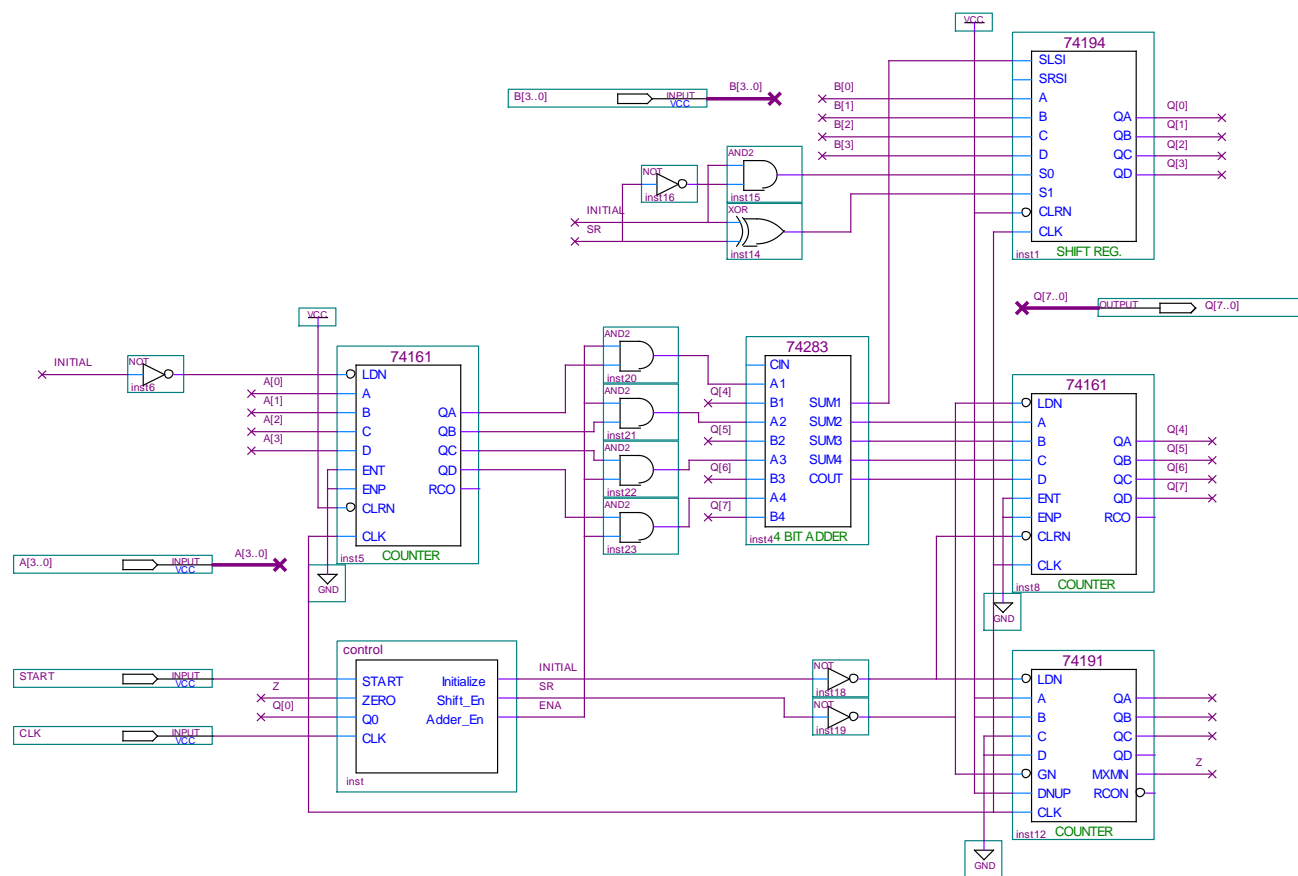 VCC
74194
SLSI
SRSI
A
B
C
D
S0
S1
CLRN
CLK
QA
QB
QC
QD
inst1
SHIFT REG.
B[3..0]
INPUT
VCC
B[3..0]
B[0]
B[1]
B[2]
B[3]
Q[0]
Q[1]
Q[2]
Q[3]
NOT
inst16
AND2
inst15
XOR
inst14
INITIAL
SR
Q[7..0]
OUTPUT
Q[7..0]
VCC
INITIAL
NOT
inst6
A[0]
A[1]
A[2]
A[3]
74161
LDN
A
B
C
D
ENT
ENP
CLRN
CLK
QA
QB
QC
QD
RCO
inst5
COUNTER
GND
A[3..0]
INPUT
VCC
A[3..0]
AND2
inst20
AND2
inst21
AND2
inst22
AND2
inst23
Q[4]
Q[5]
Q[6]
Q[7]
74283
CIN
A1
B1
A2
B2
A3
B3
A4
B4
SUM1
SUM2
SUM3
SUM4
COUT
inst4
4 BIT ADDER
74161
LDN
A
B
C
D
ENT
ENP
CLRN
CLK
QA
QB
QC
QD
RCO
inst8
COUNTER
Q[4]
Q[5]
Q[6]
Q[7]
GND
START
INPUT
VCC
Z
Q[0]
CLK
INPUT
VCC
control
START
ZERO
Q0
CLK
Initialize
Shift_En
Adder_En
inst
INITIAL
SR
ENA
NOT
inst18
NOT
inst19
74191
LDN
A
B
C
D
GN
DNUP
CLK
QA
QB
QC
QD
MXMN
RCON
inst12
COUNTER
Z
GND